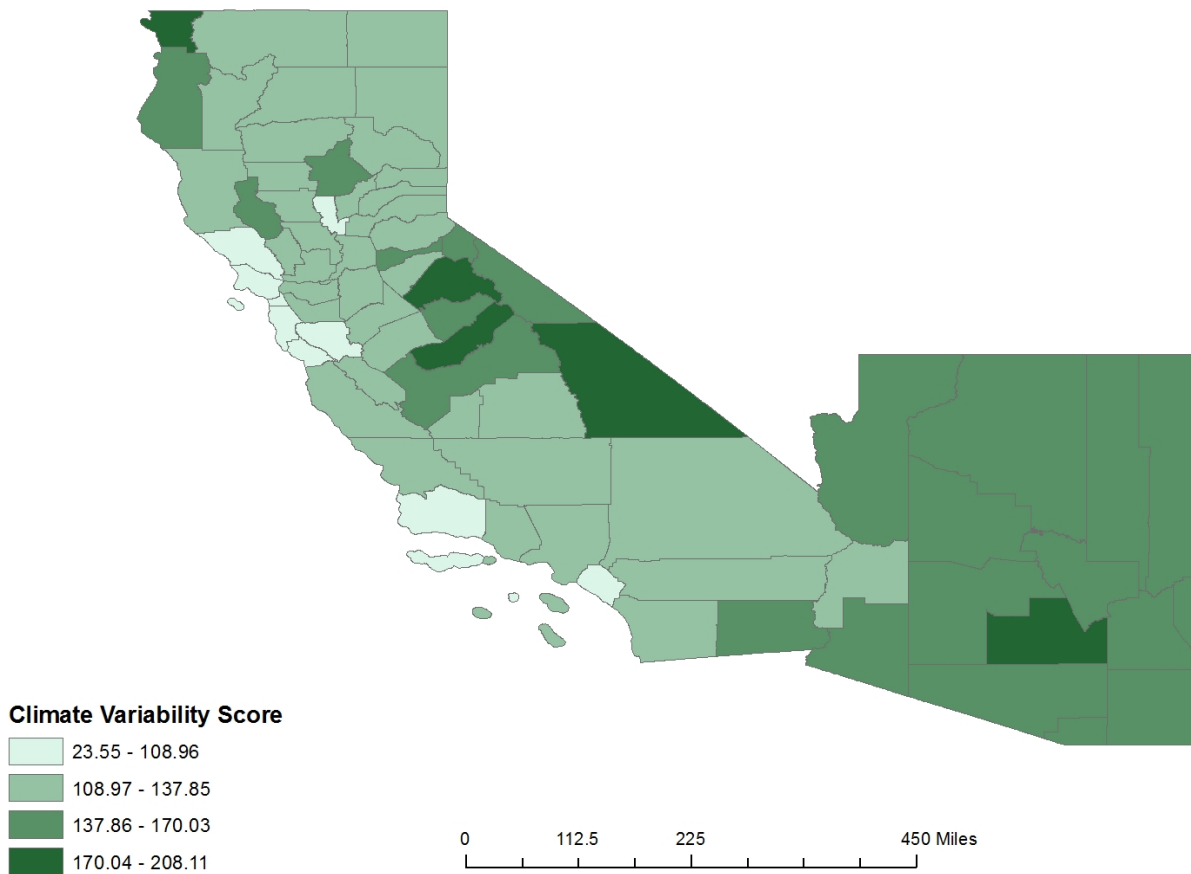 Climate Variability Score
23.55 - 108.96
108.97 - 137.85
137.86 - 170.03
170.04 - 208.11
0 112.5 225 450 Miles